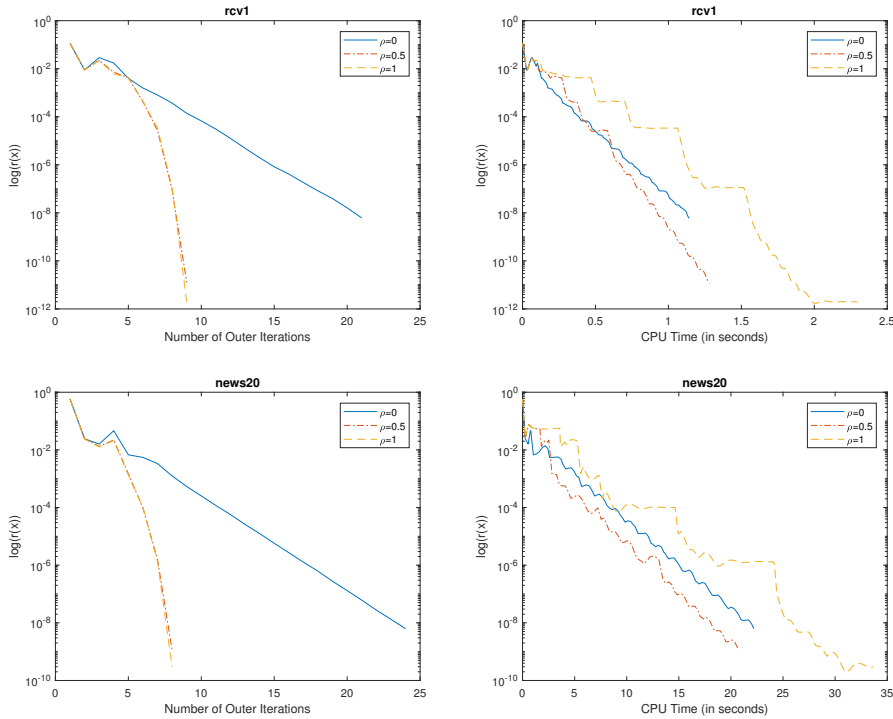 rcv1
10^0
10^-2
10^-4
10^-6
10^-8
10^-10
10^-12
log(r(x))
0 5 10 15 20 25
Number of Outer Iterations
ρ=0
ρ=0.5
ρ=1
rcv1
10^0
10^-2
10^-4
10^-6
10^-8
10^-10
10^-12
log(r(x))
0 0.5 1 1.5 2 2.5
CPU Time (in seconds)
ρ=0
ρ=0.5
ρ=1
news20
10^0
10^-2
10^-4
10^-6
10^-8
10^-10
log(r(x))
0 5 10 15 20 25
Number of Outer Iterations
ρ=0
ρ=0.5
ρ=1
news20
10^0
10^-2
10^-4
10^-6
10^-8
10^-10
log(r(x))
0 5 10 15 20 25 30 35
CPU Time (in seconds)
ρ=0
ρ=0.5
ρ=1